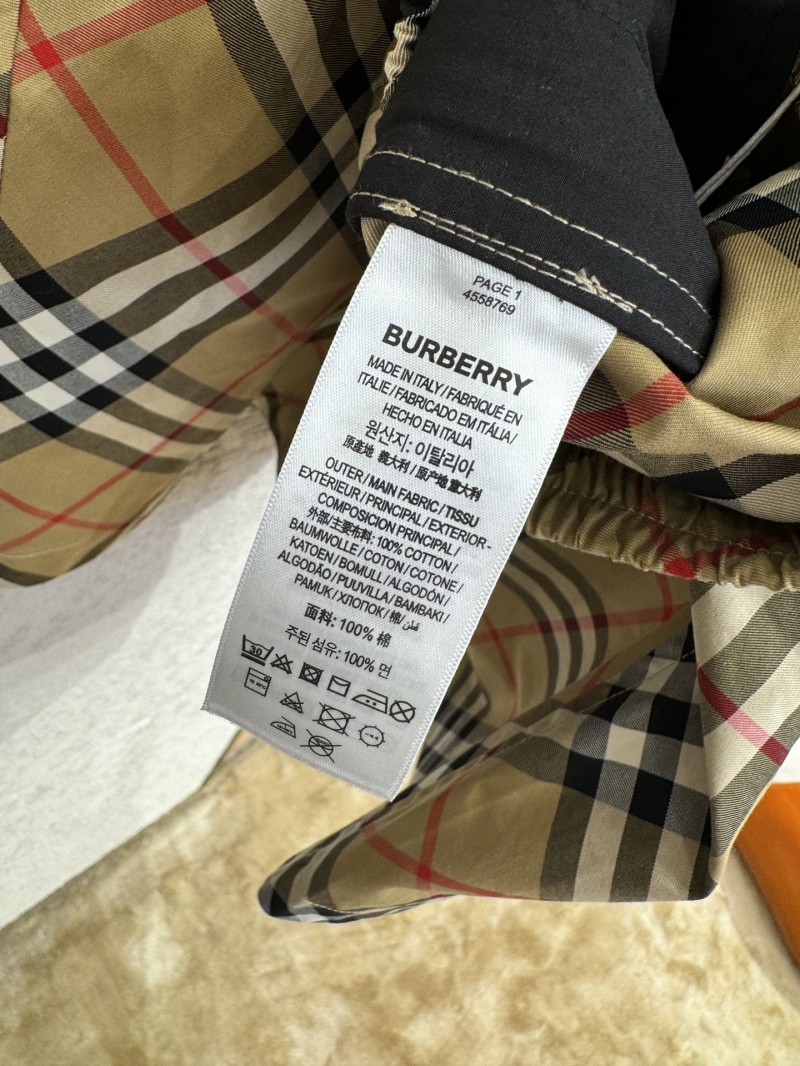 PAGE 1
4558769
BURBERRY
MADE IN ITALY / FABRIQUÉ EN
ITALIE / FABRICADO EM ITÁLIA /
HECHO EN ITALIA
원산지: 이탈리아
原產地: 義大利 / 原产地: 意大利
OUTER / MAIN FABRIC / TISSU
EXTÉRIEUR / PRINCIPAL / EXTERIOR -
COMPOSICION PRINCIPAL /
外部/主要布料: 100% COTTON /
BAUMWOLLE / COTON / COTONE /
KATOEN / BOMULL / ALGODÓN /
ALGODÃO / PUUVILLA / BAMBAKI /
PAMUK / ХЛОПОК / 棉 / قطن
面料: 100% 棉
주된 섬유: 100% 면
30